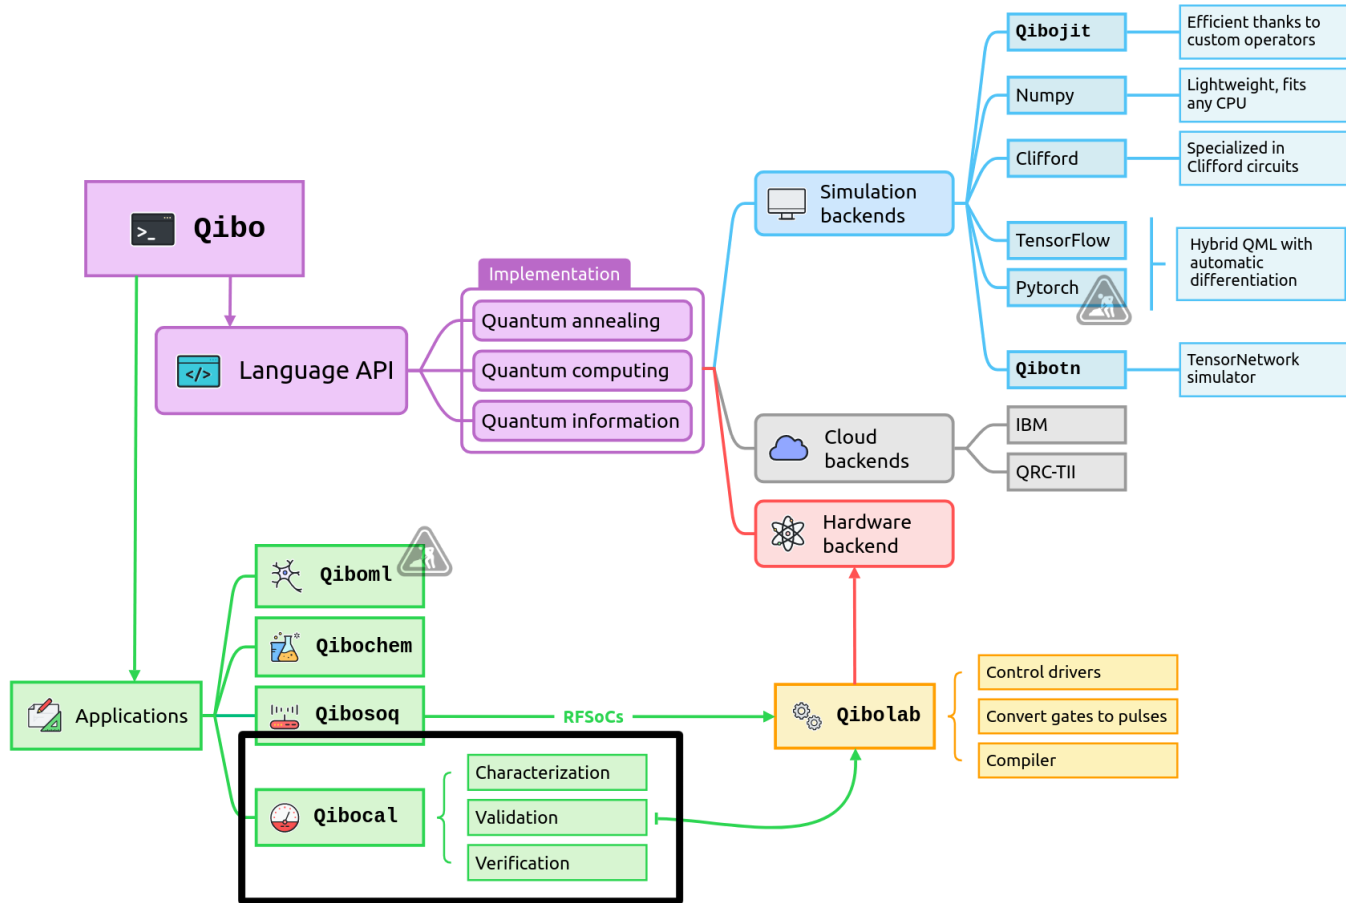 Qibo
Language API
Implementation
Quantum annealing
Quantum computing
Quantum information
Simulation
backends
Qibojit
Efficient thanks to
custom operators
Numpy
Lightweight, fits
any CPU
Clifford
Specialized in
Clifford circuits
TensorFlow
Pytorch
Hybrid QML with
automatic
differentiation
Qibotn
TensorNetwork
simulator
Cloud
backends
IBM
QRC-TII
Hardware
backend
Applications
Qiboml
Qibochem
Qibosoq
RFSoCs
Qibocal
Characterization
Validation
Verification
Qibolab
Control drivers
Convert gates to pulses
Compiler